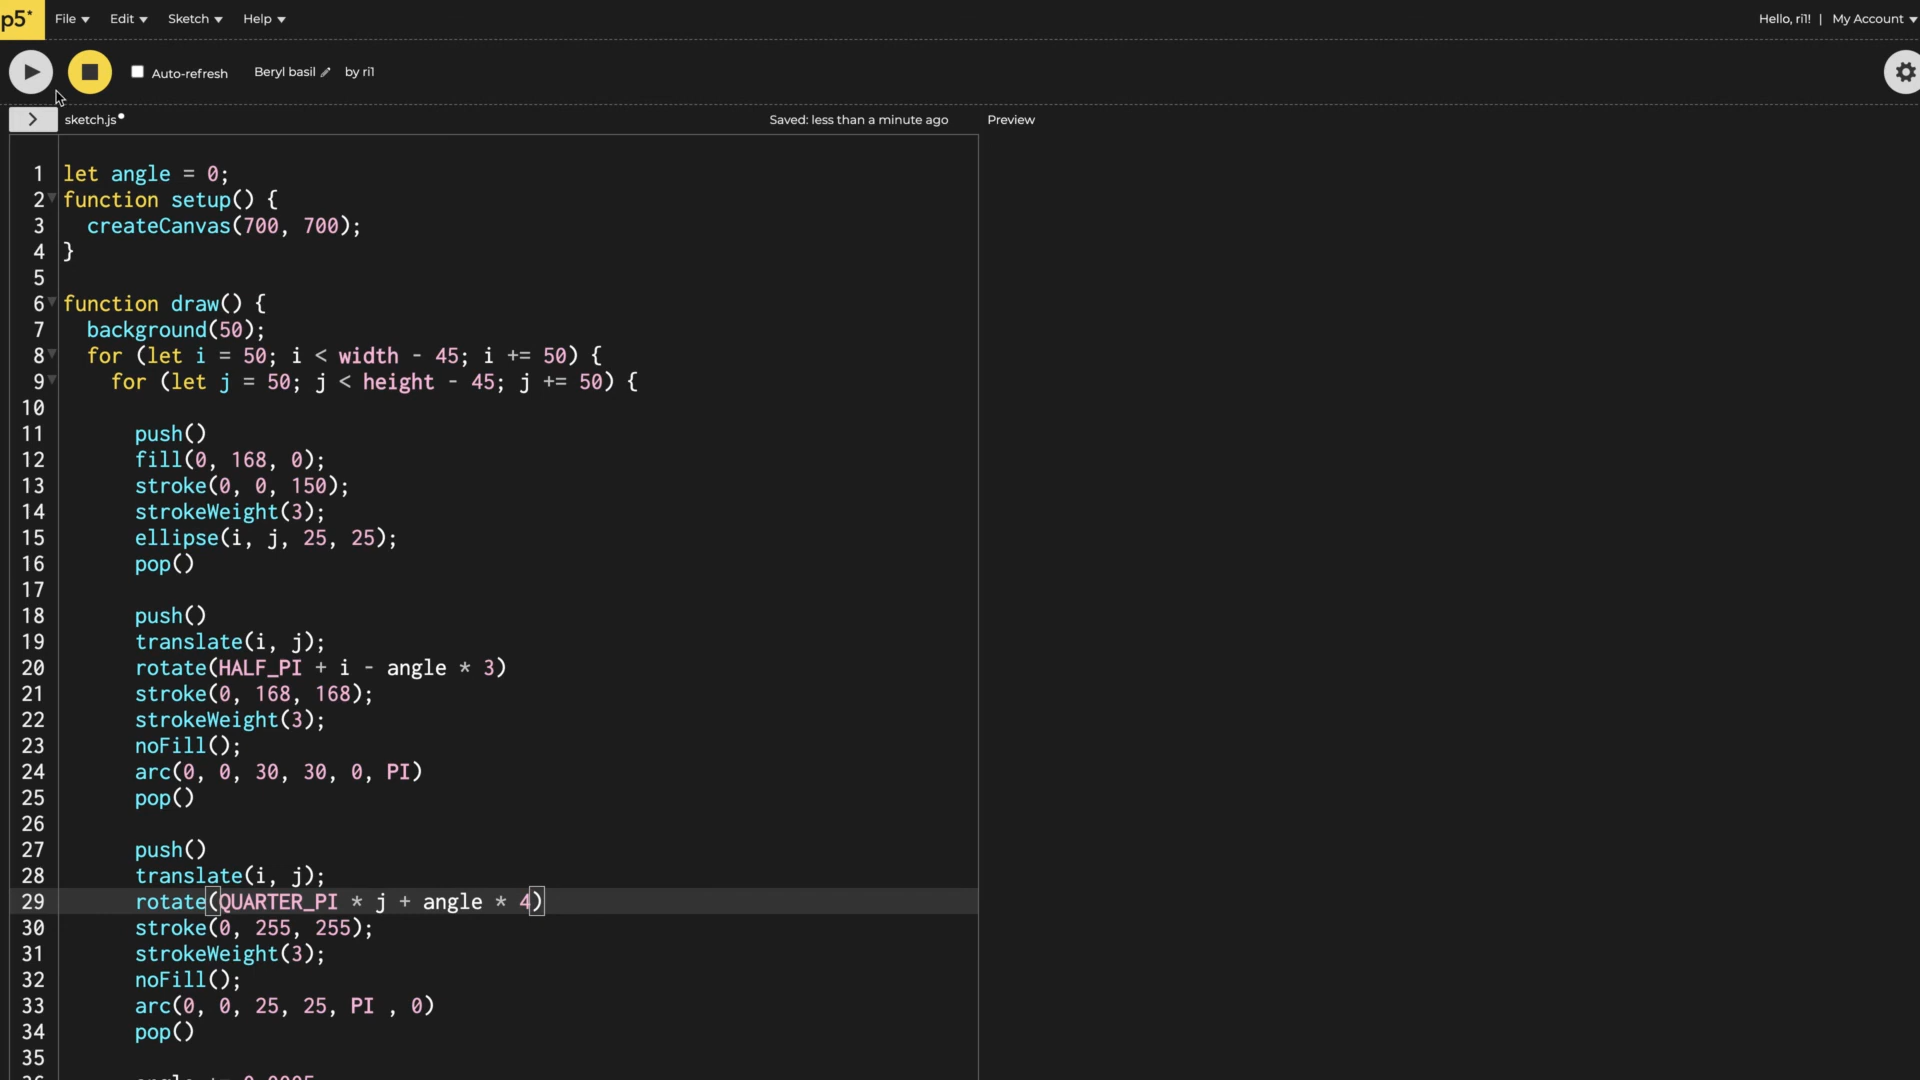 p5* File Edit Sketch Help Hello, ri1! | My Account
Auto-refresh Beryl basil by ri1
sketch.js Saved: less than a minute ago Preview
1 let angle = 0;
2 function setup() {
3 createCanvas(700, 700);
4 }
5
6 function draw() {
7 background(50);
8 for (let i = 50; i < width - 45; i += 50) {
9 for (let j = 50; j < height - 45; j += 50) {
10
11 push()
12 fill(0, 168, 0);
13 stroke(0, 0, 150);
14 strokeWeight(3);
15 ellipse(i, j, 25, 25);
16 pop()
17
18 push()
19 translate(i, j);
20 rotate(HALF_PI + i - angle * 3)
21 stroke(0, 168, 168);
22 strokeWeight(3);
23 noFill();
24 arc(0, 0, 30, 30, 0, PI)
25 pop()
26
27 push()
28 translate(i, j);
29 rotate(QUARTER_PI * j + angle * 4)
30 stroke(0, 255, 255);
31 strokeWeight(3);
32 noFill();
33 arc(0, 0, 25, 25, PI , 0)
34 pop()
35